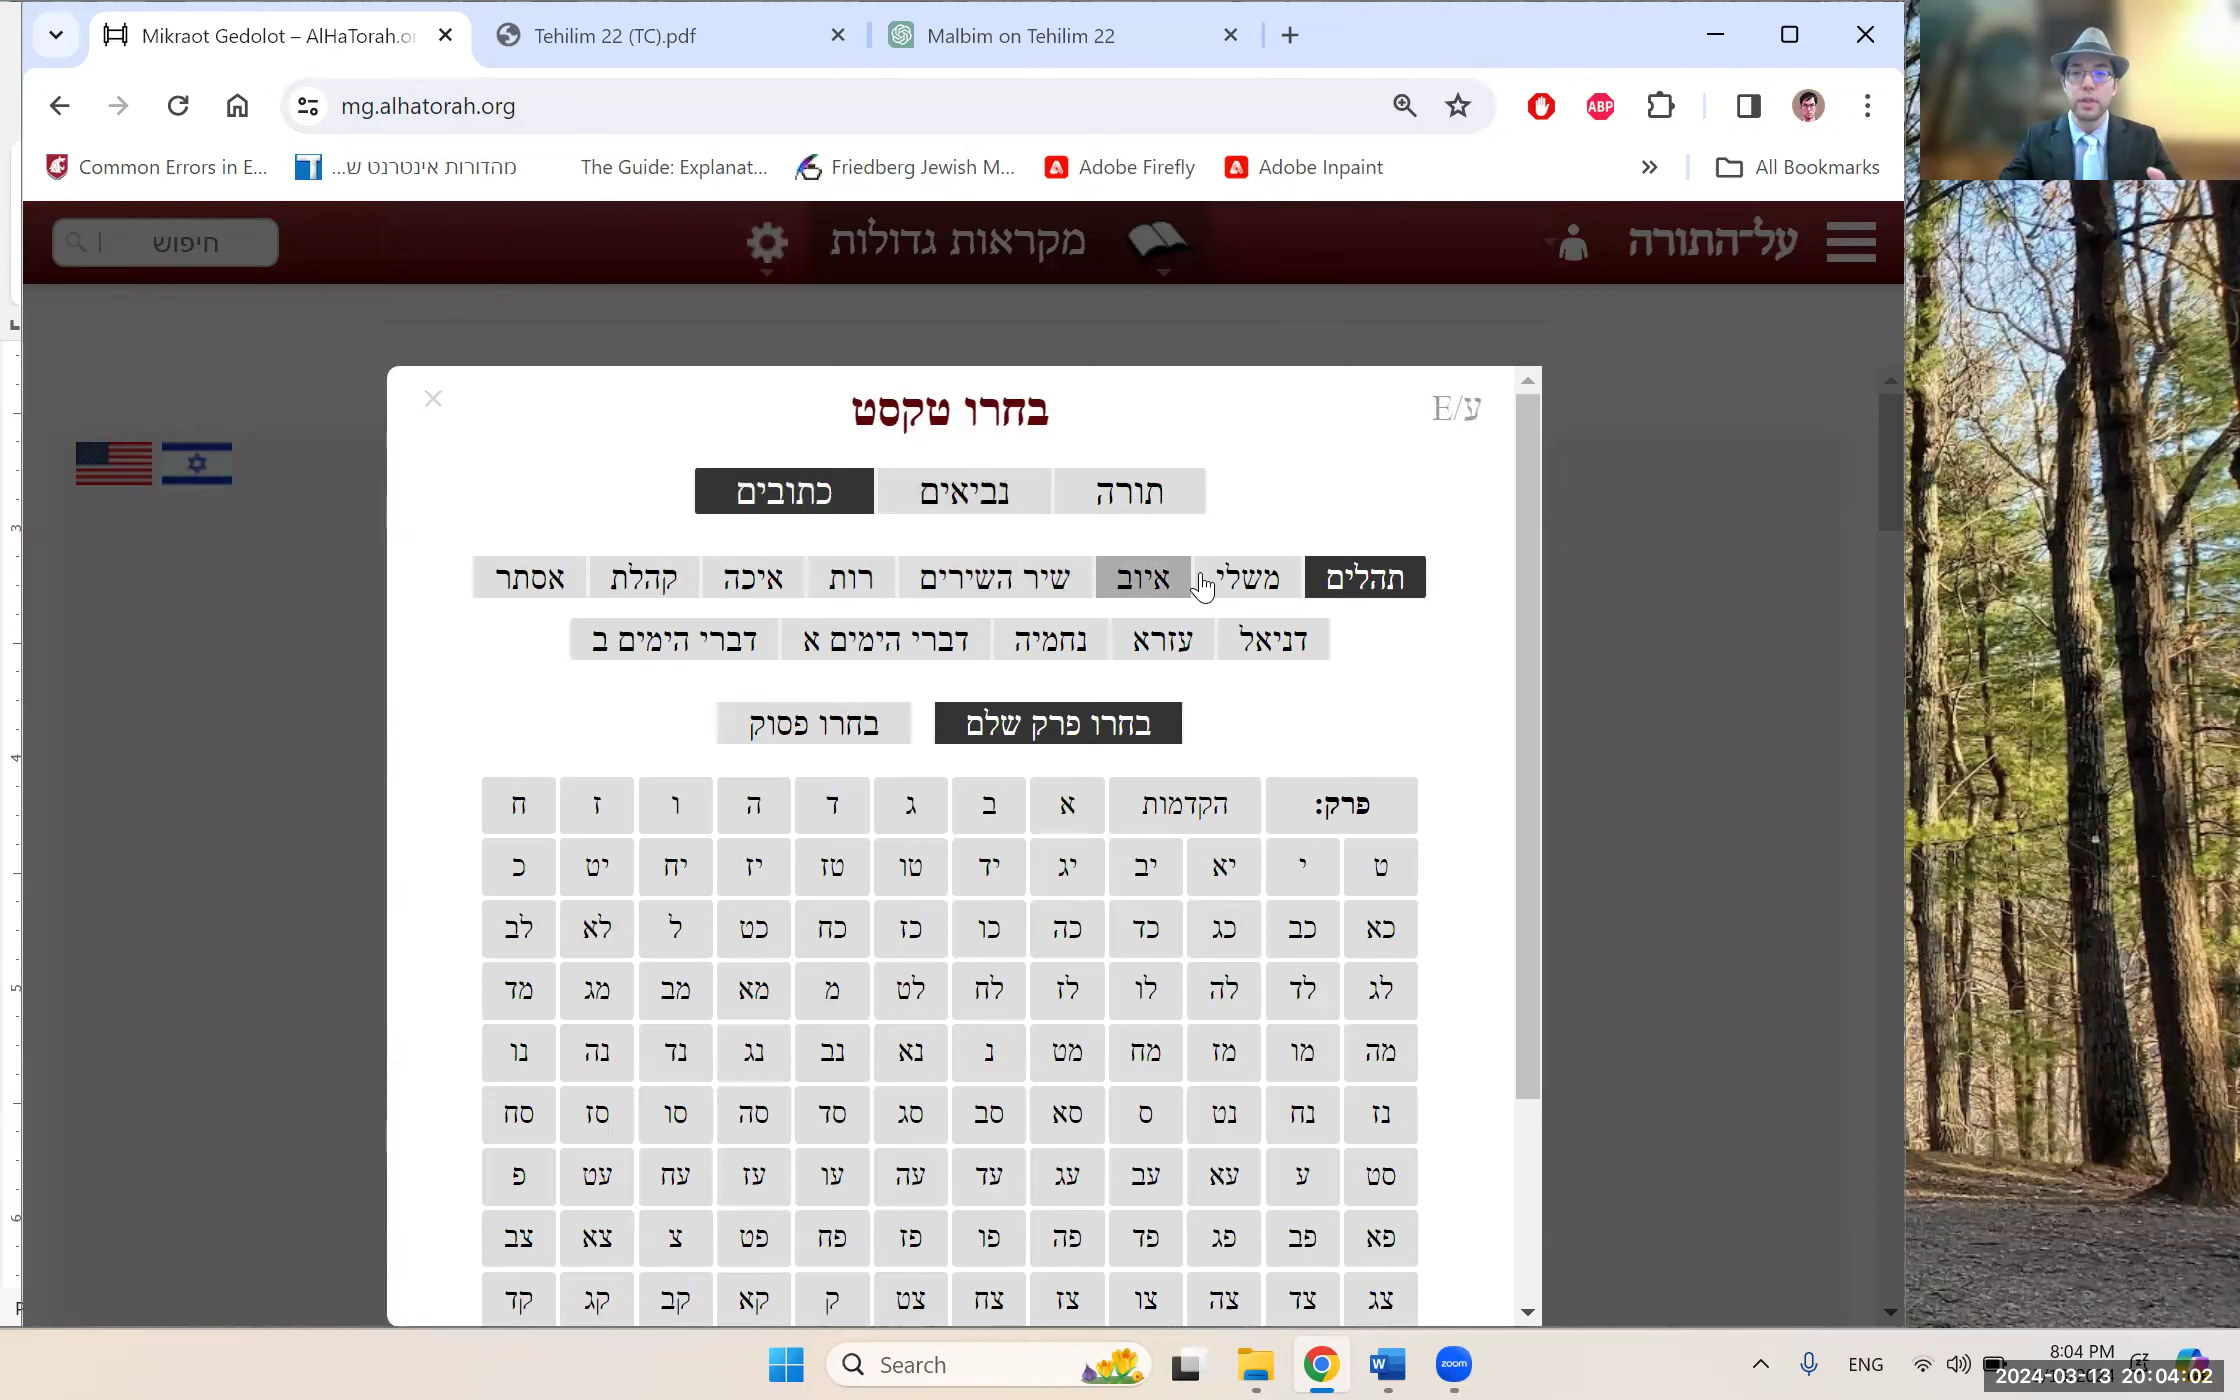 Mikraot Gedolot – AlHaTorah.or
Tehilim 22 (TC).pdf
Malbim on Tehilim 22
mg.alhatorah.org
Common Errors in E...
מהדורות אינטרנט ש...
The Guide: Explanat...
Friedberg Jewish M...
Adobe Firefly
Adobe Inpaint
All Bookmarks
על־התורה
מקראות גדולות
חיפוש
ע/E
בחרו טקסט
תורה נביאים כתובים
תהלים משלי איוב שיר השירים רות איכה קהלת אסתר
דניאל עזרא נחמיה דברי הימים א דברי הימים ב
בחרו פרק שלם בחרו פסוק
פרק: הקדמות א ב ג ד ה ו ז ח
ט י יא יב יג יד טו טז יז יח יט כ
כא כב כג כד כה כו כז כח כט ל לא לב
לג לד לה לו לז לח לט מ מא מב מג מד
מה מו מז מח מט נ נא נב נג נד נה נו
נז נח נט ס סא סב סג סד סה סו סז סח
סט ע עא עב עג עד עה עו עז עח עט פ
פא פב פג פד פה פו פז פח פט צ צא צב
צג צד צה צו צז צח צט ק קא קב קג קד
3
4
5
6
ABP
Search
zoom
ENG
8:04 PM
2024-03-13 20:04:02